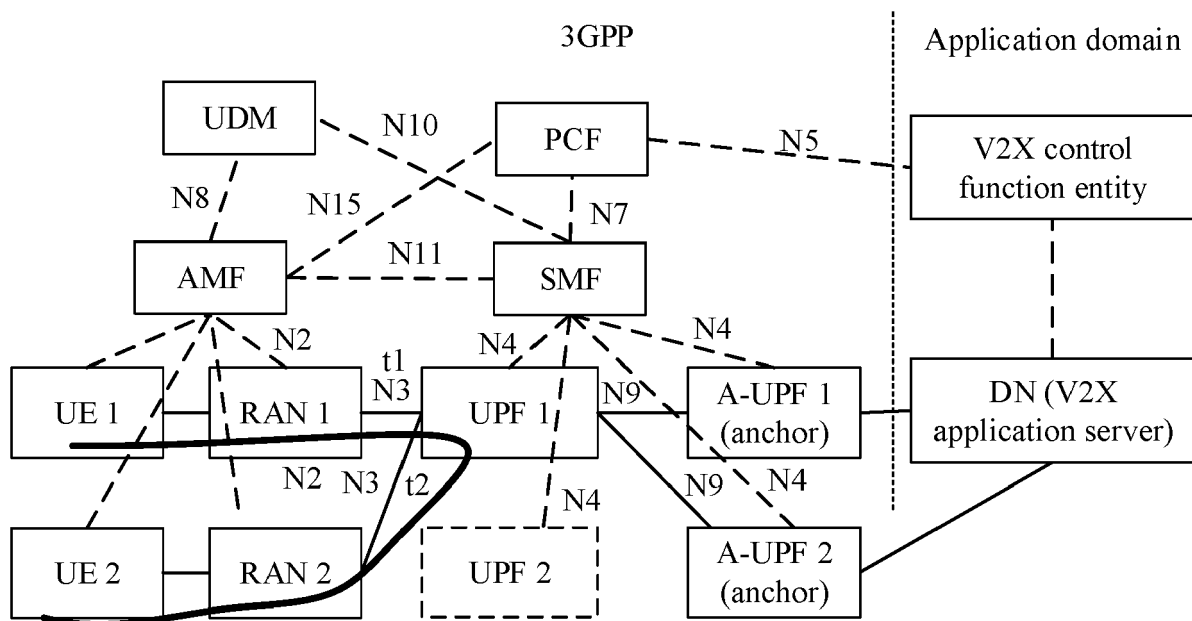 3GPP
Application domain
UDM
N10
PCF
N5
V2X control
function entity
N8
N15
N7
AMF
N11
SMF
N2
t1
N3
N4
N4
UE 1
RAN 1
UPF 1
N9
A-UPF 1
(anchor)
DN (V2X
application server)
N2
N3
t2
N4
N9
N4
UE 2
RAN 2
UPF 2
A-UPF 2
(anchor)